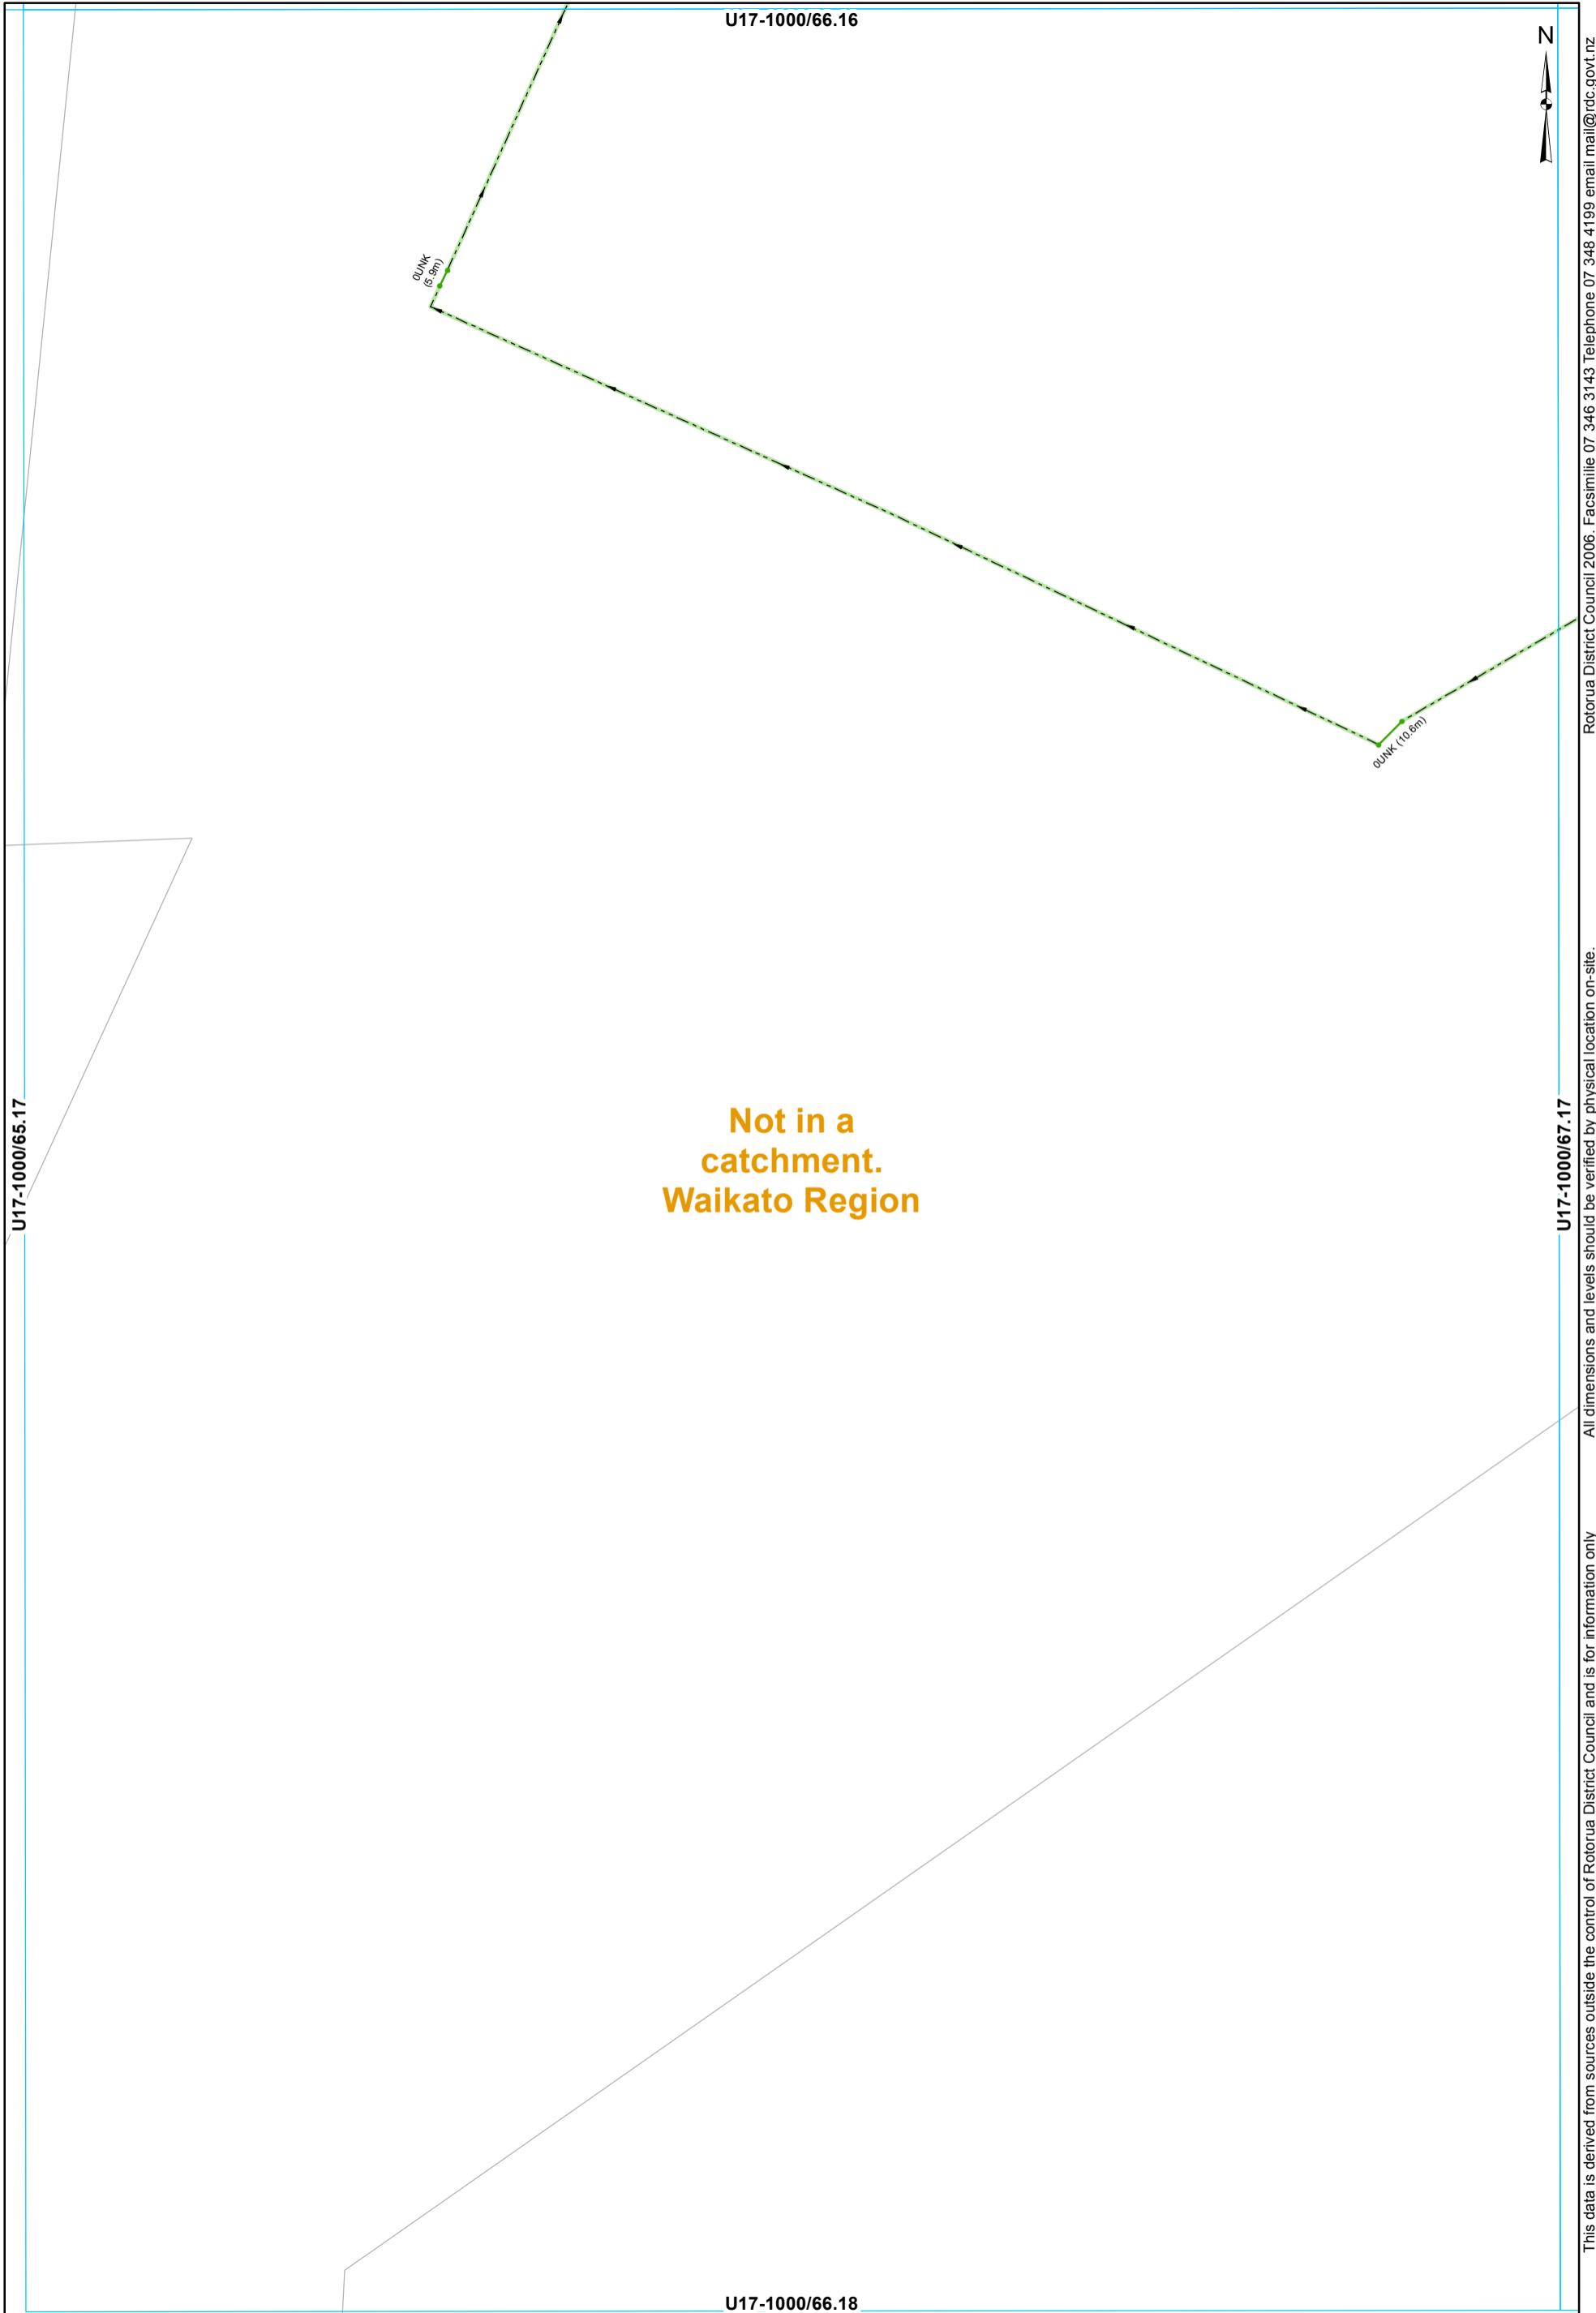 U17-1000/66.16
N
0UNK
(5.9m)
0UNK (10.6m)
U17-1000/65.17
Not in a
catchment.
Waikato Region
U17-1000/67.17
U17-1000/66.18
This data is derived from sources outside the control of Rotorua District Council and is for information only
All dimensions and levels should be verified by physical location on-site.
Rotorua District Council 2006. Facsimilie 07 346 3143 Telephone 07 348 4199 email mail@rdc.govt.nz